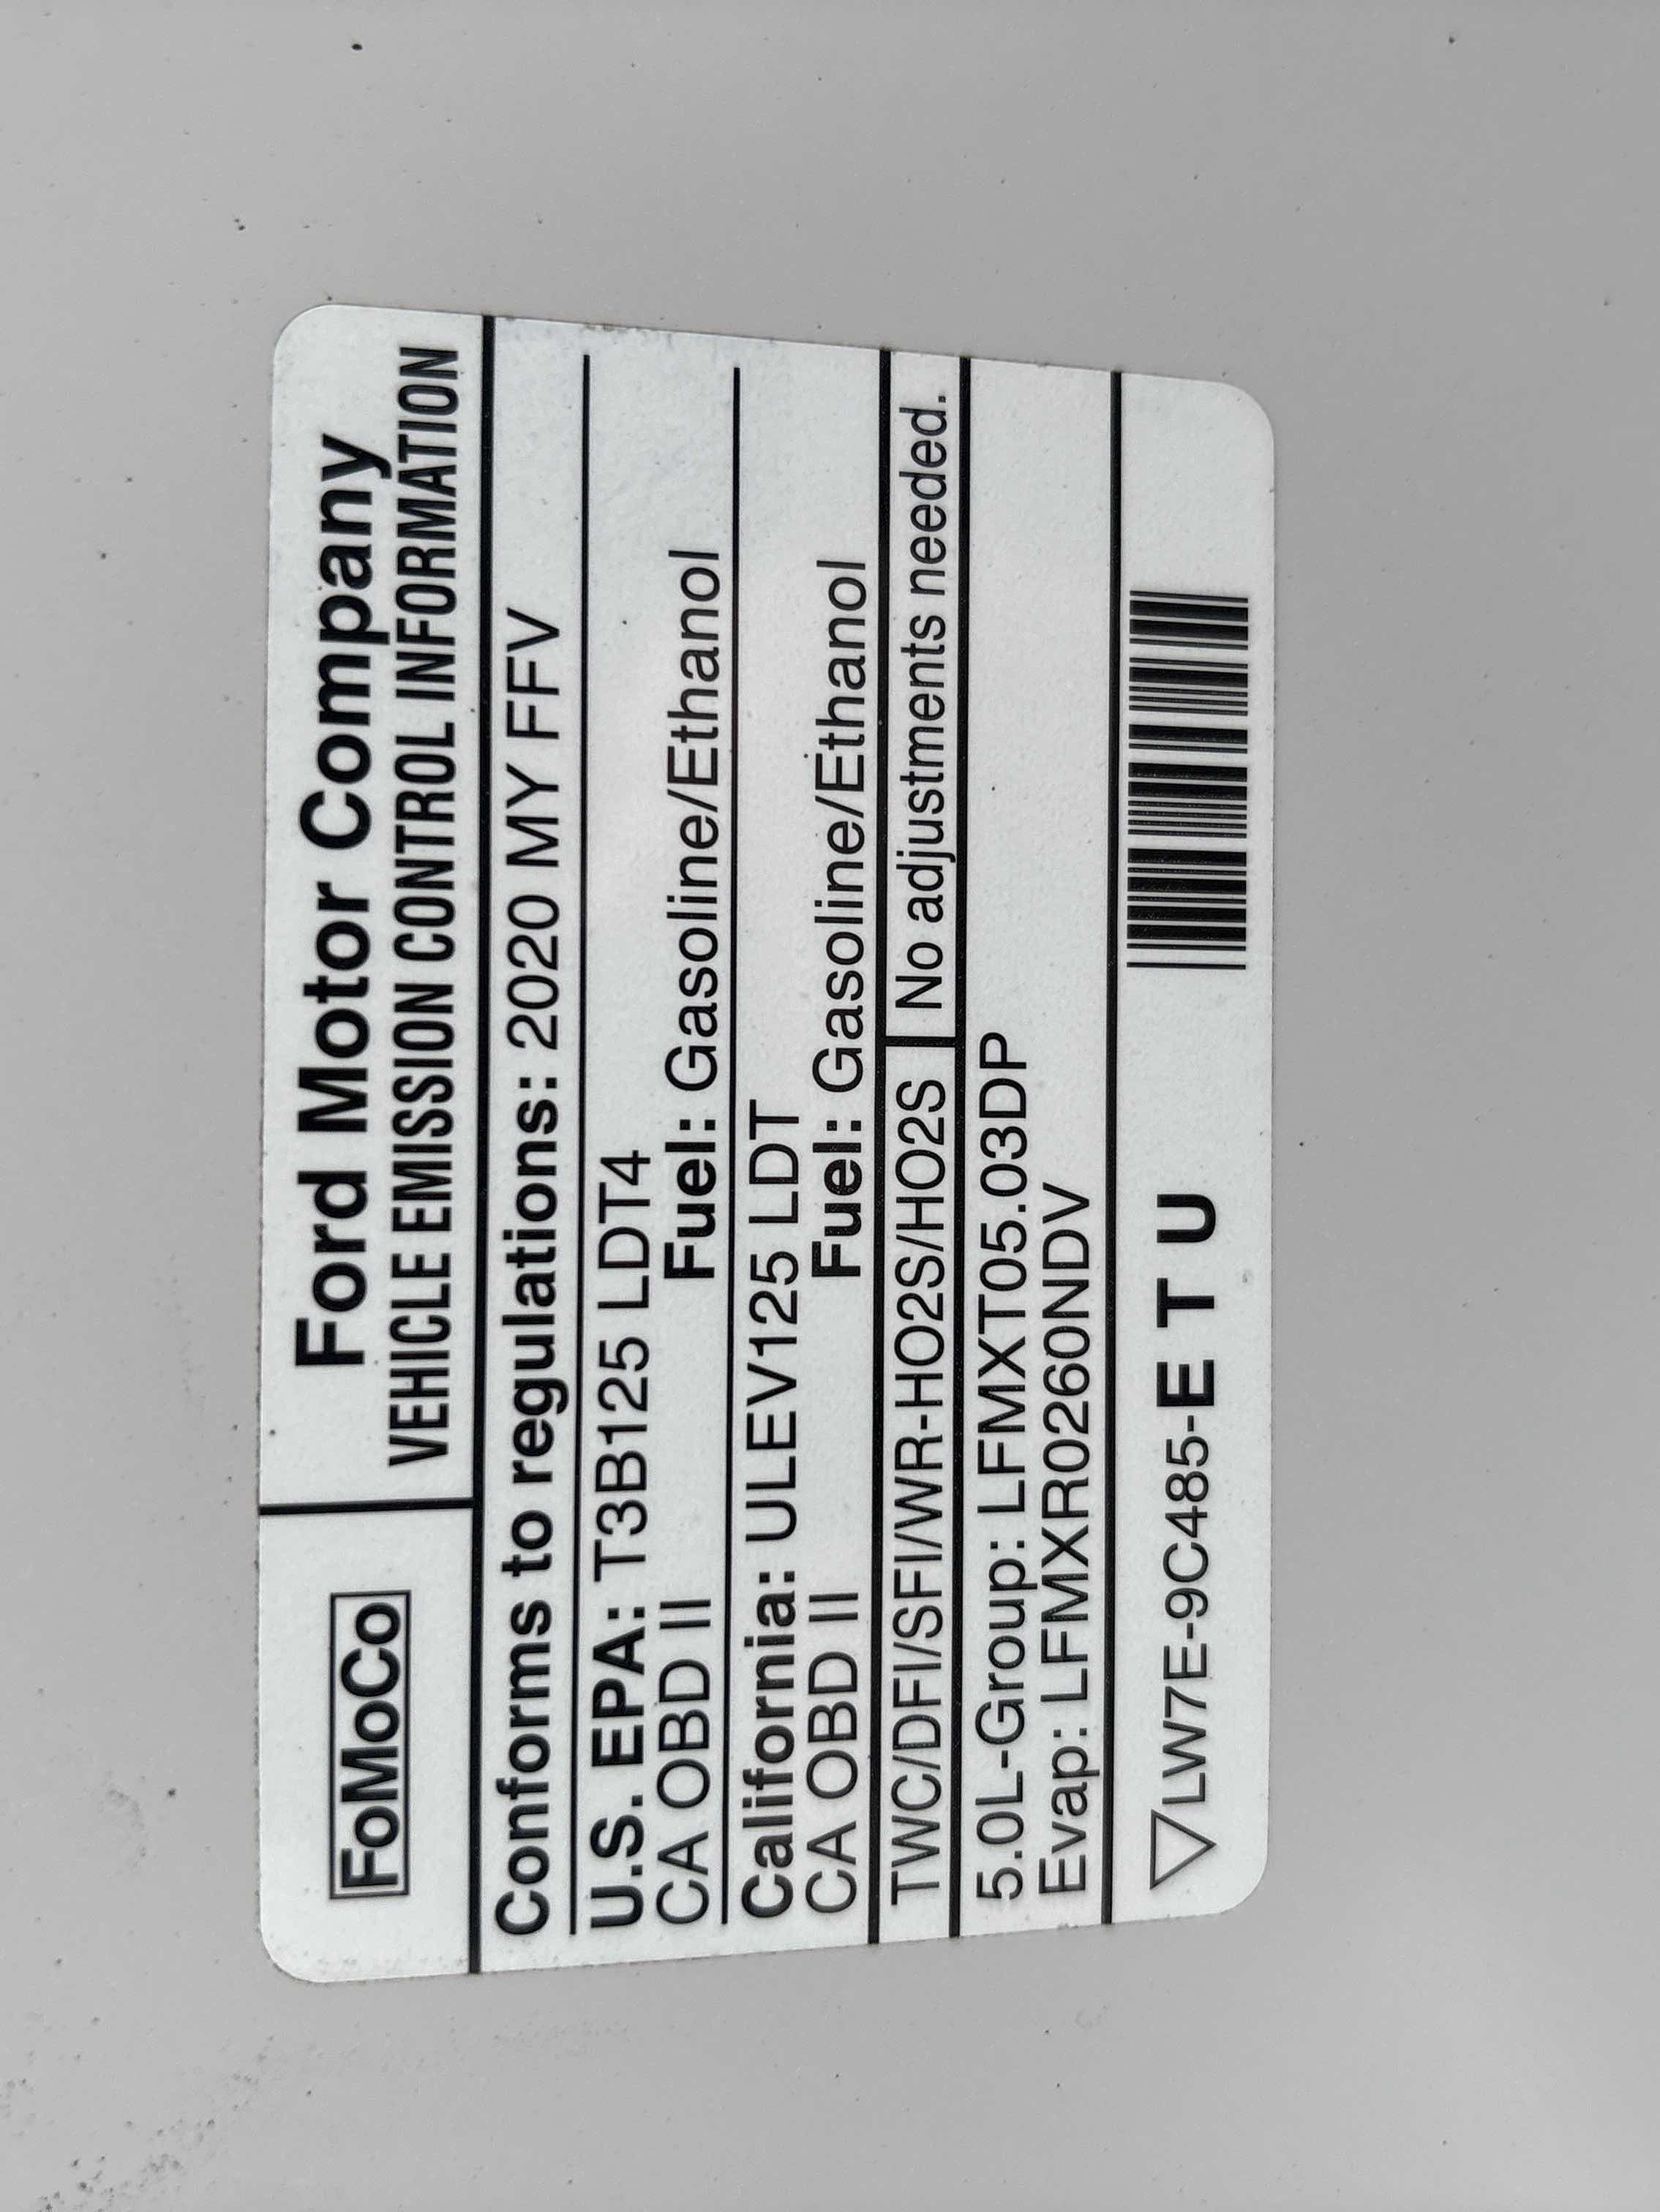 FoMoCo
Ford Motor Company
VEHICLE EMISSION CONTROL INFORMATION
Conforms to regulations: 2020 MY FFV
U.S. EPA: T3B125 LDT4
CA OBD II Fuel: Gasoline/Ethanol
California: ULEV125 LDT
CA OBD II Fuel: Gasoline/Ethanol
TWC/DFI/SFI/WR-HO2S/HO2S No adjustments needed.
5.0L-Group: LFMXT05.03DP
Evap: LFMXR0260NDV
LW7E-9C485-E T U